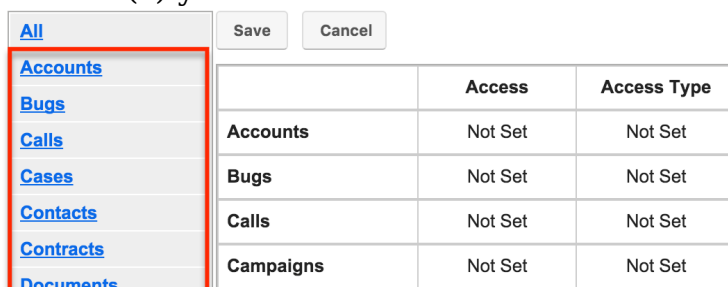 All
Accounts
Bugs
Calls
Cases
Contacts
Contracts
Documents
Save Cancel
Access Access Type
Accounts Not Set Not Set
Bugs Not Set Not Set
Calls Not Set Not Set
Campaigns Not Set Not Set